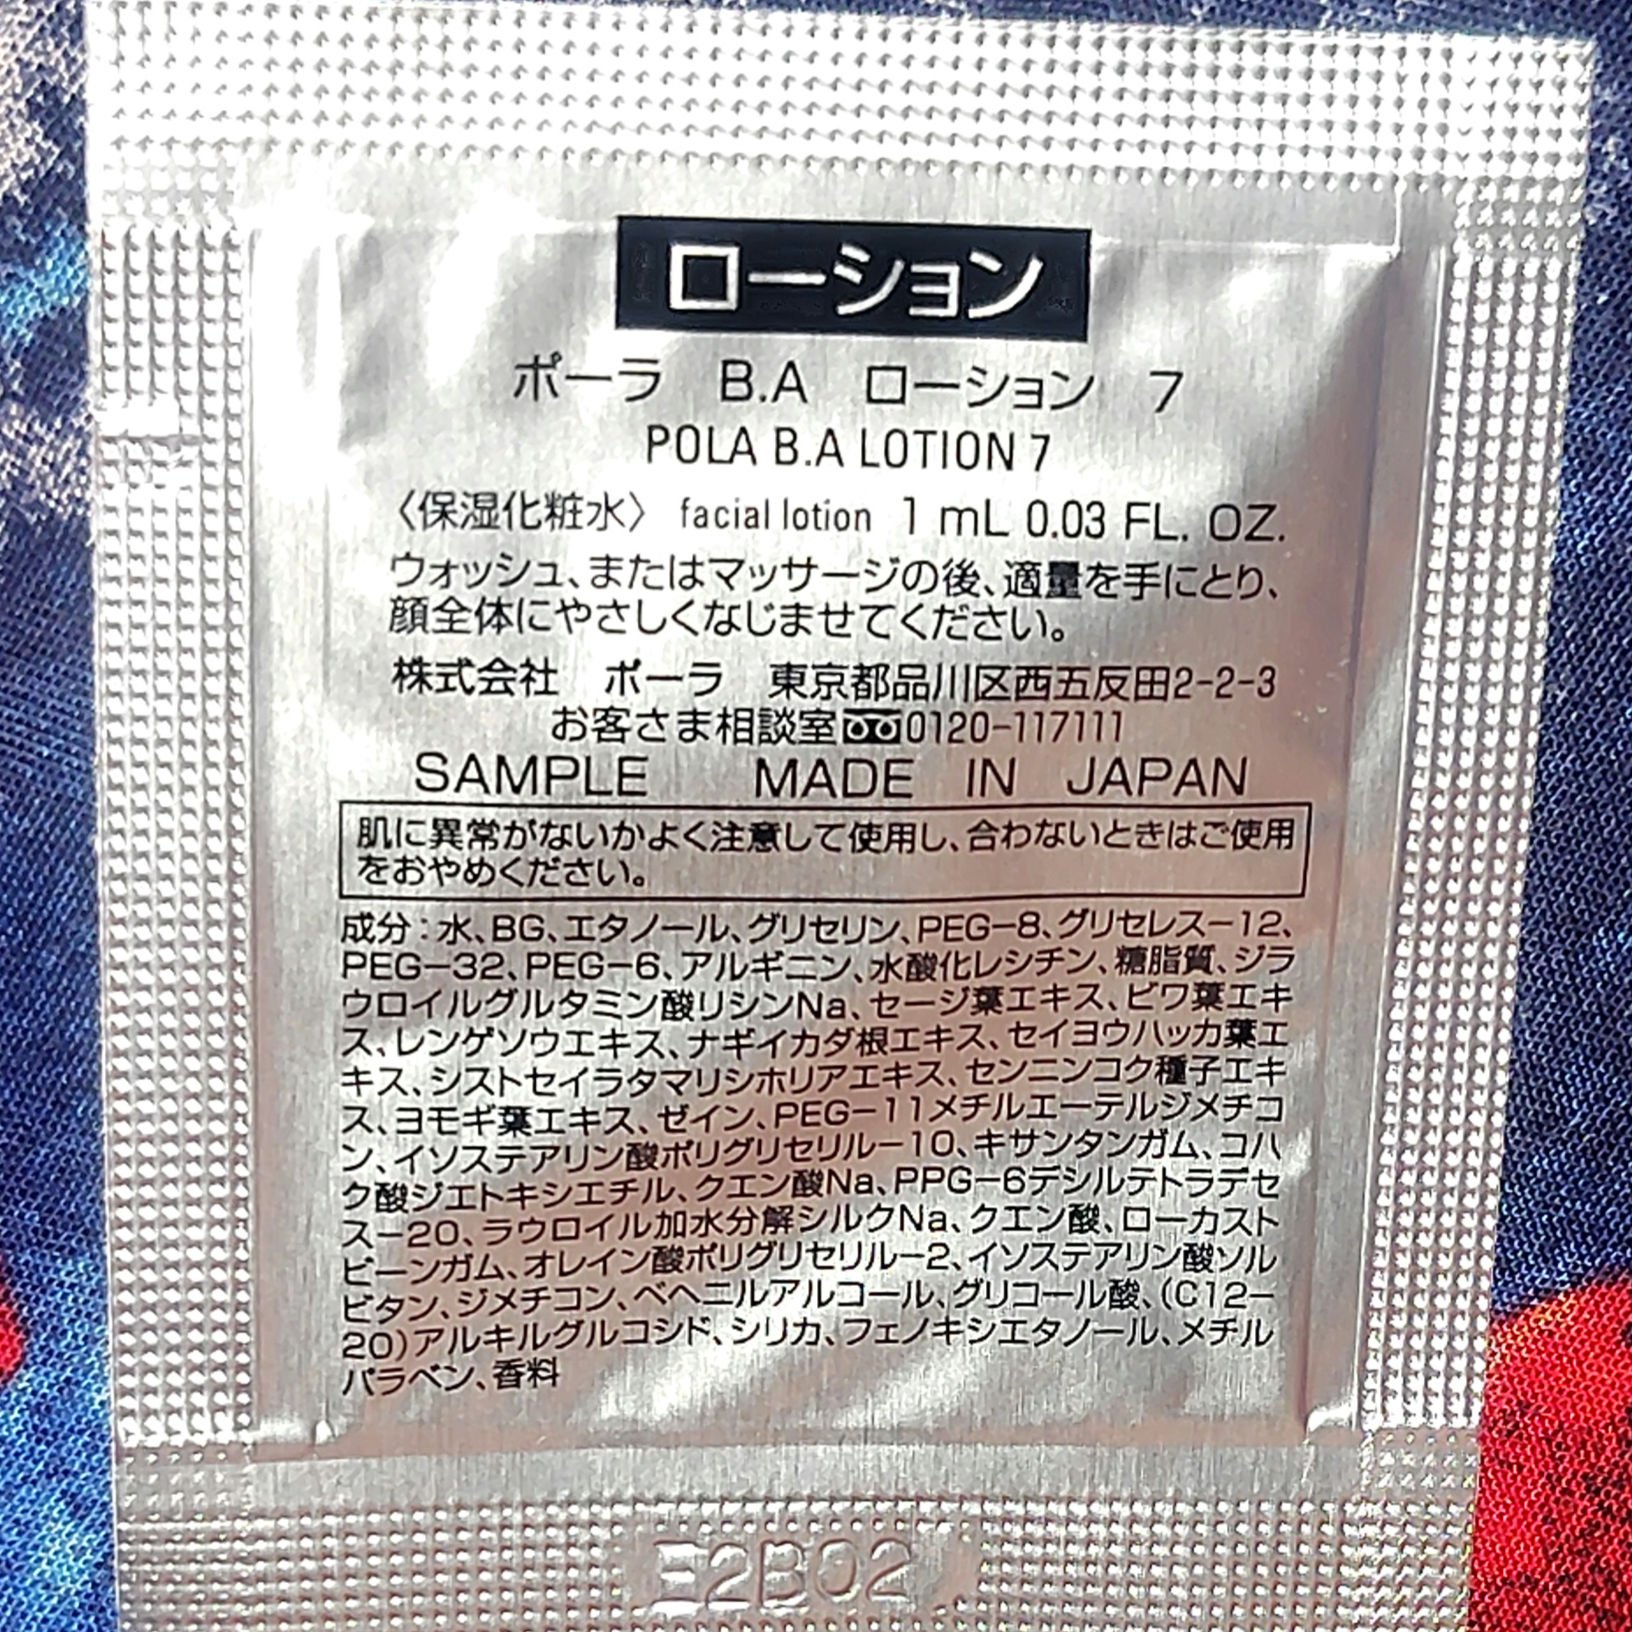 ローション
ポーラ B.A ローション 7
POLA B.A LOTION 7
〈保湿化粧水〉 facial lotion 1 mL 0.03 FL. OZ.
ウォッシュ、またはマッサージの後、適量を手にとり、
顔全体にやさしくなじませてください。
株式会社 ポーラ 東京都品川区西五反田2-2-3
お客さま相談室0120-117111
SAMPLE MADE IN JAPAN
肌に異常がないかよく注意して使用し、合わないときはご使用
をおやめください。
成分:水、BG、エタノール、グリセリン、PEG-8、グリセレス-12、
PEG-32、PEG-6、アルギニン、水酸化レシチン、糖脂質、ジラ
ウロイルグルタミン酸リシンNa、セージ葉エキス、ビワ葉エキ
ス、レンゲソウエキス、ナギイカダ根エキス、セイヨウハッカ葉エ
キス、シストセイラタマリシホリアエキス、センニンコク種子エキ
ス、ヨモギ葉エキス、ゼイン、PEG-11メチルエーテルジメチコ
ン、イソステアリン酸ポリグリセリル-10、キサンタンガム、コハ
ク酸ジエトキシエチル、クエン酸Na、PPG-6デシルテトラデセ
ス-20、ラウロイル加水分解シルクNa、クエン酸、ローカスト
ビーンガム、オレイン酸ポリグリセリル-2、イソステアリン酸ソル
ビタン、ジメチコン、ベヘニルアルコール、グリコール酸、(C12-
20)アルキルグルコシド、シリカ、フェノキシエタノール、メチル
パラベン、香料
E2B02